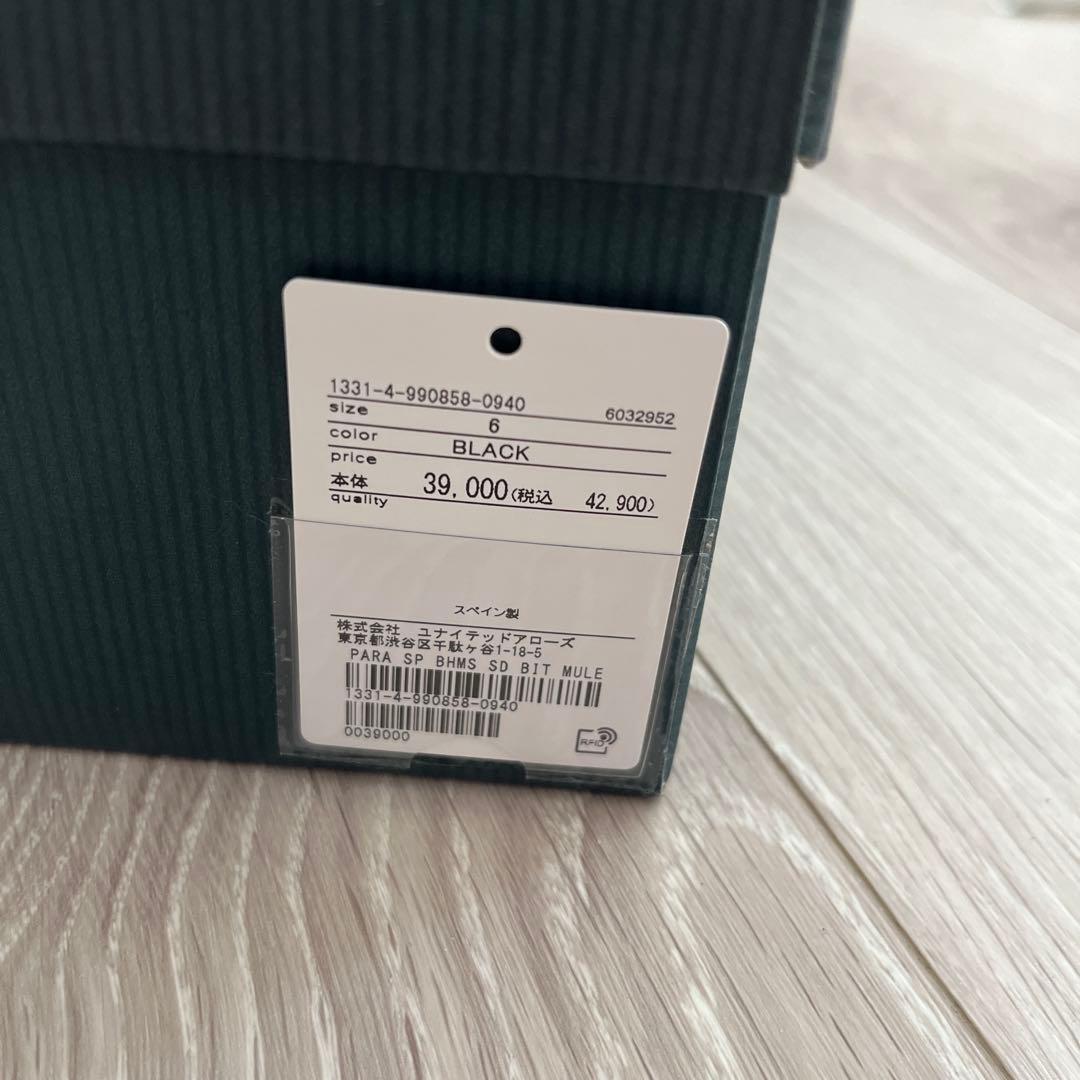 1331-4-990858-0940 6032952
size 6
color BLACK
price
本体 39,000(税込 42,900)
quality
スペイン製
株式会社 ユナイテッドアローズ
東京都渋谷区千駄ヶ谷1-18-5
PARA SP BHMS SD BIT MULE
1331-4-990858-0940
0039000
RFID